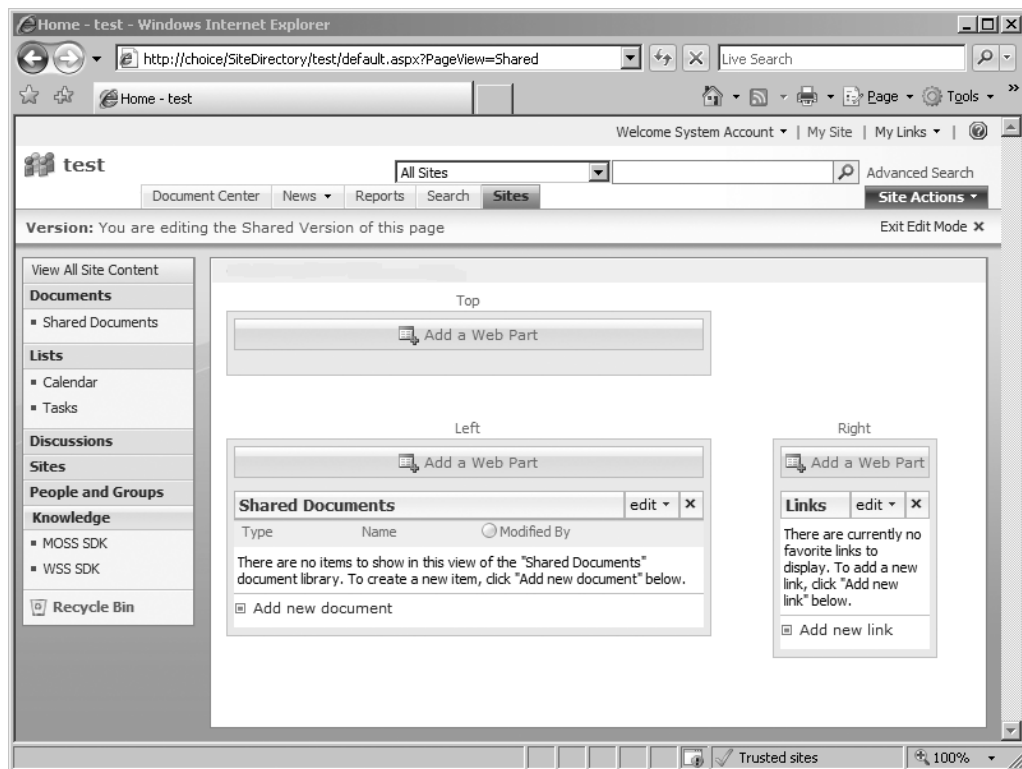 Home - test - Windows Internet Explorer
http://choice/SiteDirectory/test/default.aspx?PageView=Shared
Live Search
Home - test
Page
Tools
Welcome System Account | My Site | My Links |
test
All Sites
Advanced Search
Document Center News Reports Search Sites
Site Actions
Version: You are editing the Shared Version of this page
Exit Edit Mode
View All Site Content
Documents
Shared Documents
Lists
Calendar
Tasks
Discussions
Sites
People and Groups
Knowledge
MOSS SDK
WSS SDK
Recycle Bin
Top
Add a Web Part
Left
Add a Web Part
Shared Documents
edit
Type Name Modified By
There are no items to show in this view of the "Shared Documents"
document library. To create a new item, click "Add new document" below.
Add new document
Right
Add a Web Part
Links
edit
There are currently no
favorite links to
display. To add a new
link, click "Add new
link" below.
Add new link
Trusted sites
100%